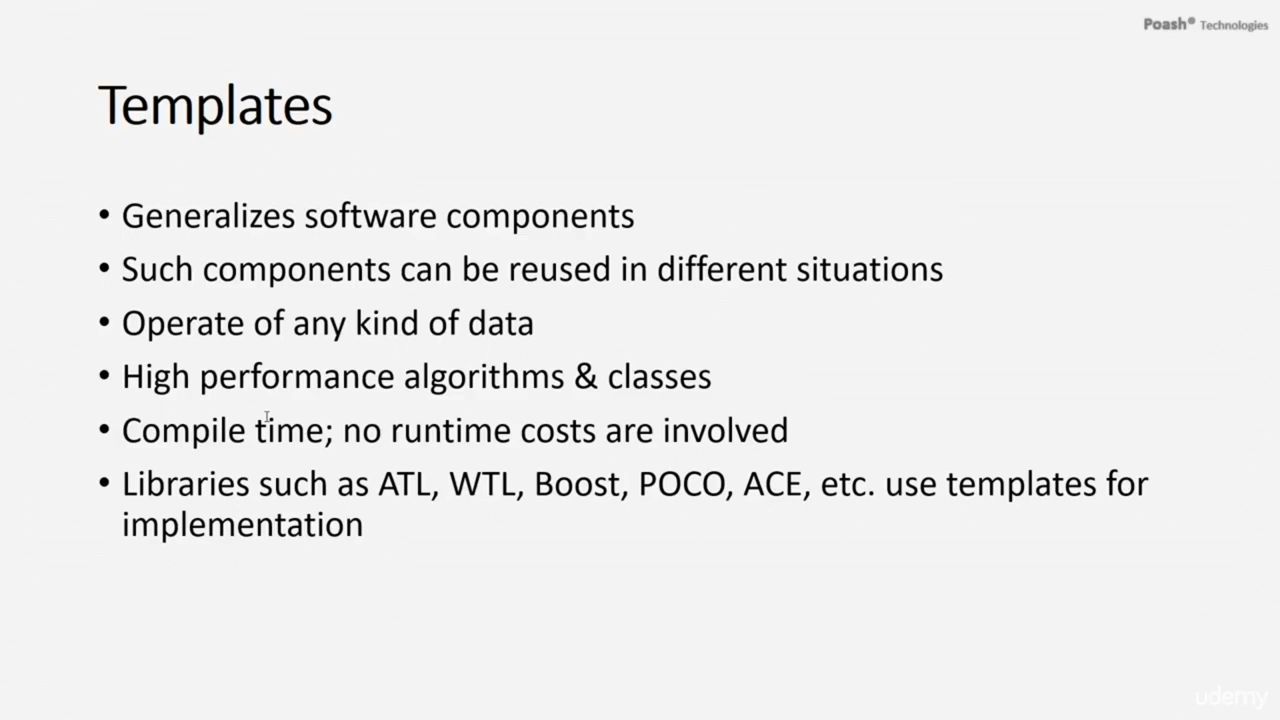 Poash® Technologies
Templates
• Generalizes software components
• Such components can be reused in different situations
• Operate of any kind of data
• High performance algorithms & classes
• Compile time; no runtime costs are involved
• Libraries such as ATL, WTL, Boost, POCO, ACE, etc. use templates for
implementation
udemy